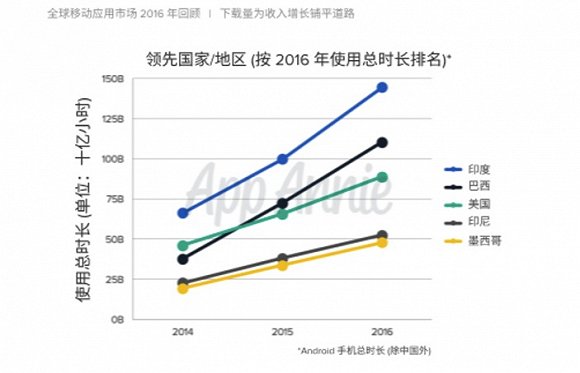 全球移动应用市场 2016 年回顾 | 下载量为收入增长铺平道路
领先国家/地区 (按 2016 年使用总时长排名)*
使用总时长 (单位：十亿小时)
150B
125B
100B
75B
50B
25B
0B
App Annie
印度
巴西
美国
印尼
墨西哥
2014
2015
2016
*Android 手机总时长 (除中国外)